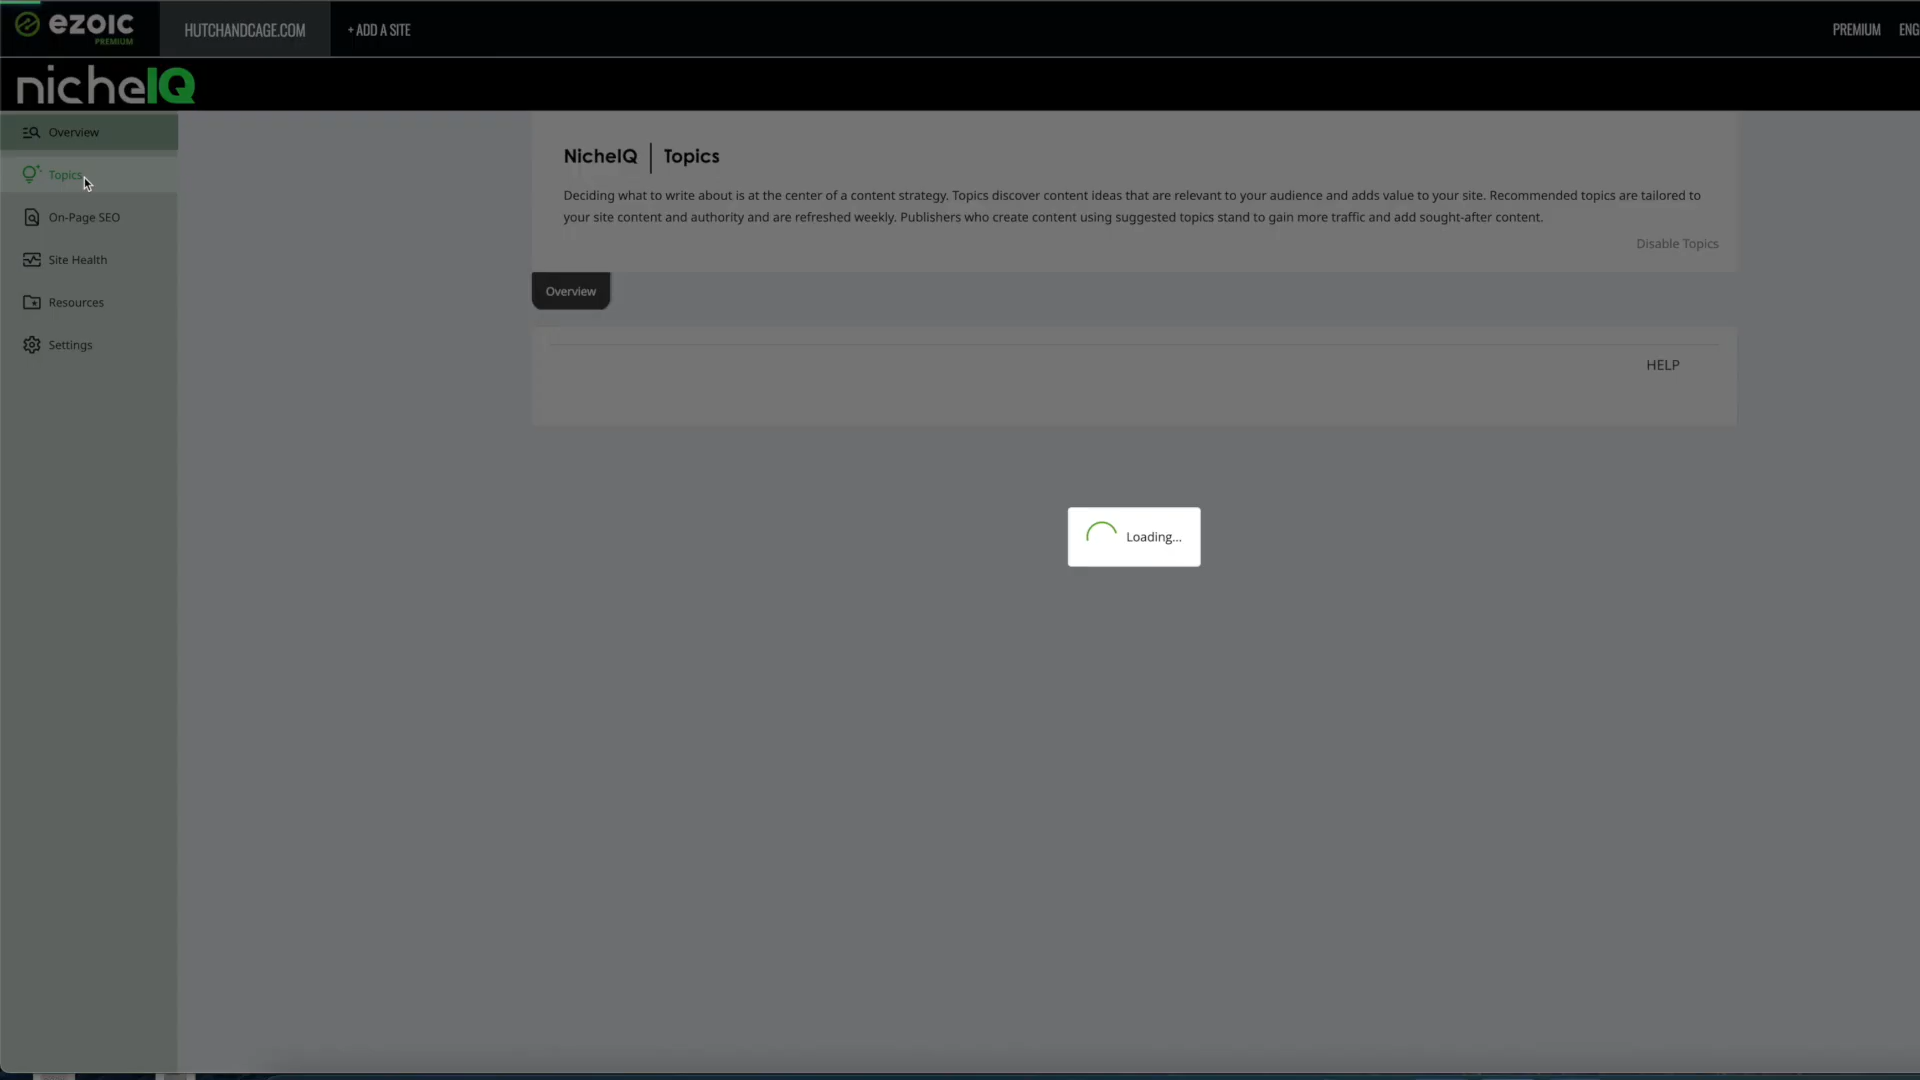 ezoic
PREMIUM
HUTCHANDCAGE.COM
+ ADD A SITE
PREMIUM
ENG
nicheIQ
Overview
Topics
On-Page SEO
Site Health
Resources
Settings
NicheIQ | Topics
Deciding what to write about is at the center of a content strategy. Topics discover content ideas that are relevant to your audience and adds value to your site. Recommended topics are tailored to
your site content and authority and are refreshed weekly. Publishers who create content using suggested topics stand to gain more traffic and add sought-after content.
Disable Topics
Overview
HELP
Loading...